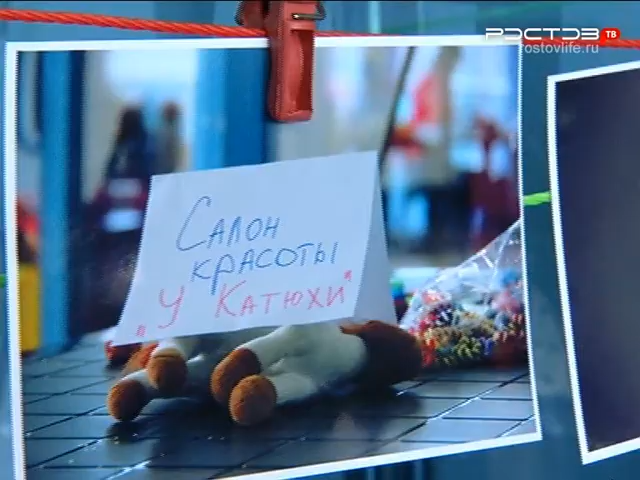 РОСТОВ ТВ
rostovlife.ru
Салон
красоты
„У Катюхи"